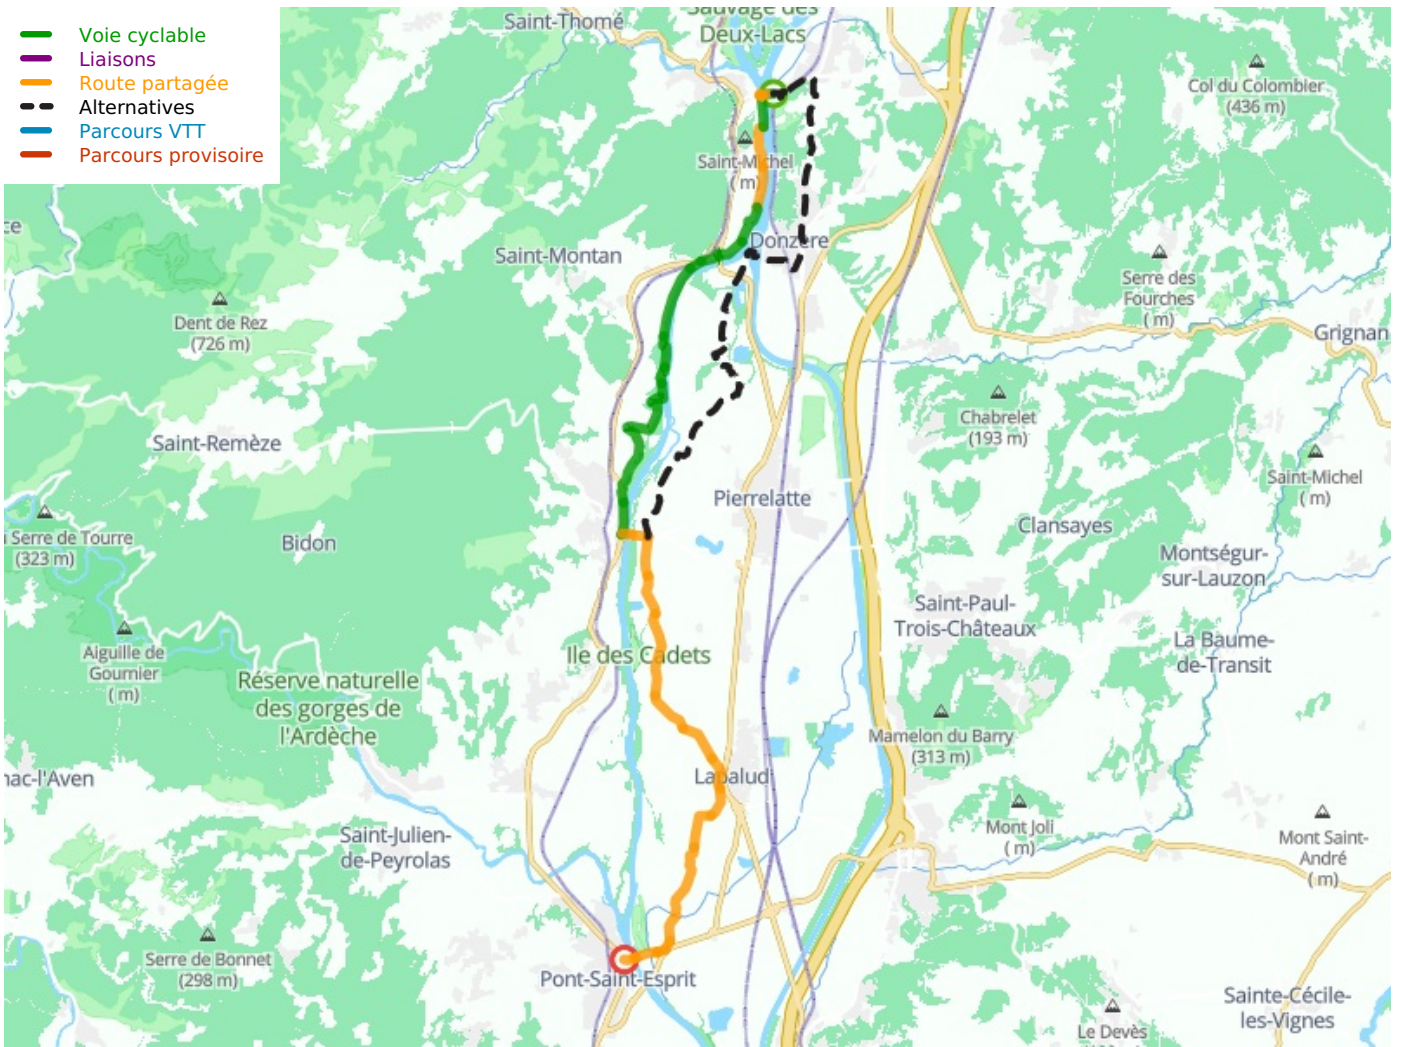 Voie cyclable
Liaisons
Route partagée
Alternatives
Parcours VTT
Parcours provisoire
Saint-Thomé
Sauvage des
Deux-Lacs
Col du Colombier
(436 m)
Saint-Michel
( m)
Donzère
Saint-Montan
Serre des
Fourches
( m)
Dent de Rez
(726 m)
Grignan
Chabrelet
(193 m)
Saint-Remèze
Saint-Michel
( m)
Pierrelatte
Clansayes
Serre de Tourre
(323 m)
Bidon
Montségur-
sur-Lauzon
Saint-Paul-
Trois-Châteaux
Aiguille de
Goumier
( m)
Ile des Cadets
La Baume-
de-Transit
Réserve naturelle
des gorges de
l'Ardèche
Mamelon du Barry
(313 m)
nac-l'Aven
Lapalud
Saint-Julien-
de-Peyrolas
Mont Joli
( m)
Mont Saint-
André
( m)
Serre de Bonnet
(298 m)
Pont-Saint-Esprit
Sainte-Cécile-
les-Vignes
Le Devès